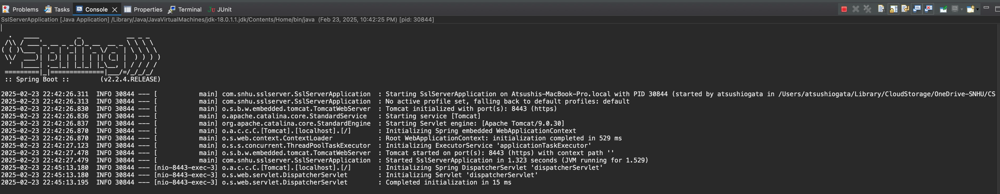 Problems Tasks Console Properties Terminal Ju JUnit
SslServerApplication [Java Application] /Library/Java/JavaVirtualMachines/jdk-18.0.1.1.jdk/Contents/Home/bin/java (Feb 23, 2025, 10:42:25 PM) [pid: 30844]
  .   ____          _            __ _ _
 /\\ / ___'_ __ _ _(_)_ __  __ _ \ \ \ \
( ( )\___ | '_ | '_| | '_ \/ _` | \ \ \ \
 \\/  ___)| |_)| | | | | || (_| |  ) ) ) )
  '  |____| .__|_| |_|_| |_\__, | / / / /
 =========|_|==============|___/=/_/_/_/
 :: Spring Boot ::        (v2.2.4.RELEASE)
2025-02-23 22:42:26.311  INFO 30844 --- [           main] com.snhu.sslserver.SslServerApplication  : Starting SslServerApplication on Atsushis-MacBook-Pro.local with PID 30844 (started by atsushiogata in /Users/atsushiogata/Library/CloudStorage/OneDrive-SNHU/CS
2025-02-23 22:42:26.313  INFO 30844 --- [           main] com.snhu.sslserver.SslServerApplication  : No active profile set, falling back to default profiles: default
2025-02-23 22:42:26.830  INFO 30844 --- [           main] o.s.b.w.embedded.tomcat.TomcatWebServer  : Tomcat initialized with port(s): 8443 (https)
2025-02-23 22:42:26.836  INFO 30844 --- [           main] o.apache.catalina.core.StandardService   : Starting service [Tomcat]
2025-02-23 22:42:26.837  INFO 30844 --- [           main] org.apache.catalina.core.StandardEngine  : Starting Servlet engine: [Apache Tomcat/9.0.30]
2025-02-23 22:42:26.870  INFO 30844 --- [           main] o.a.c.c.C.[Tomcat].[localhost].[/]       : Initializing Spring embedded WebApplicationContext
2025-02-23 22:42:26.870  INFO 30844 --- [           main] o.s.web.context.ContextLoader            : Root WebApplicationContext: initialization completed in 529 ms
2025-02-23 22:42:27.123  INFO 30844 --- [           main] o.s.s.concurrent.ThreadPoolTaskExecutor  : Initializing ExecutorService 'applicationTaskExecutor'
2025-02-23 22:42:27.478  INFO 30844 --- [           main] o.s.b.w.embedded.tomcat.TomcatWebServer  : Tomcat started on port(s): 8443 (https) with context path ''
2025-02-23 22:42:27.479  INFO 30844 --- [           main] com.snhu.sslserver.SslServerApplication  : Started SslServerApplication in 1.323 seconds (JVM running for 1.529)
2025-02-23 22:45:13.180  INFO 30844 --- [nio-8443-exec-3] o.a.c.c.C.[Tomcat].[localhost].[/]       : Initializing Spring DispatcherServlet 'dispatcherServlet'
2025-02-23 22:45:13.180  INFO 30844 --- [nio-8443-exec-3] o.s.web.servlet.DispatcherServlet        : Initializing Servlet 'dispatcherServlet'
2025-02-23 22:45:13.195  INFO 30844 --- [nio-8443-exec-3] o.s.web.servlet.DispatcherServlet        : Completed initialization in 15 ms